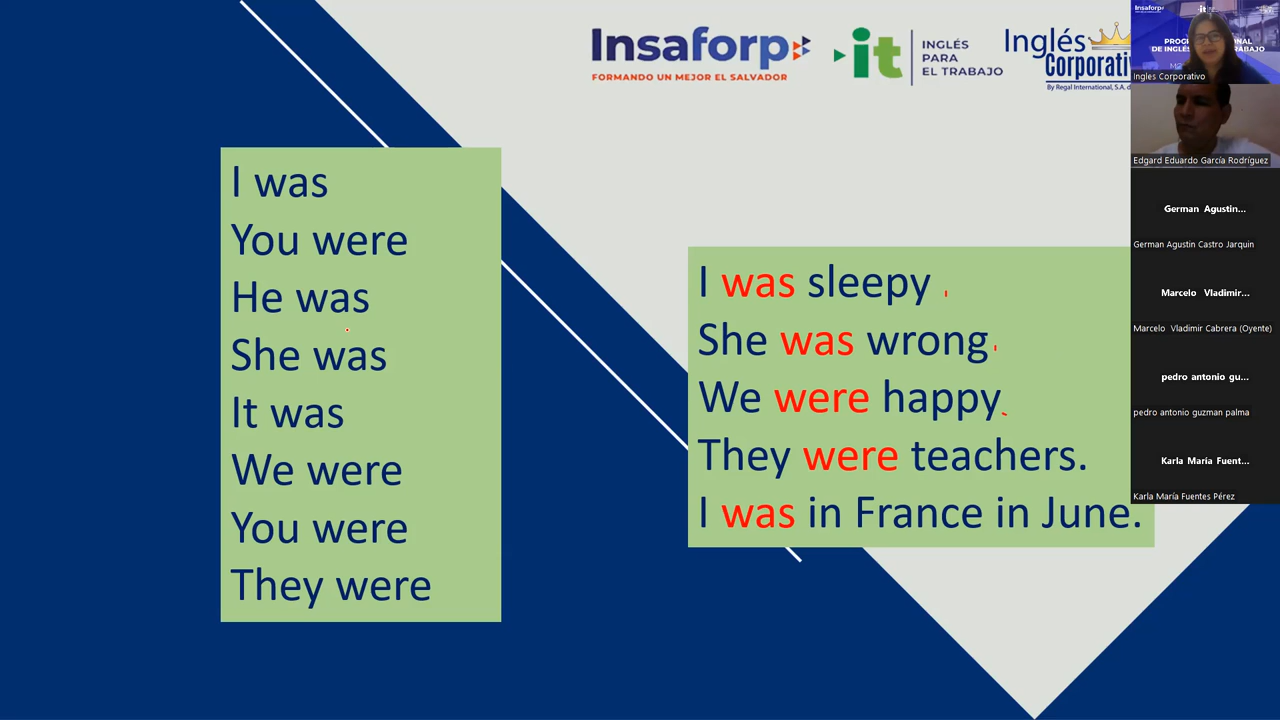 Insaforp
FORMANDO UN MEJOR EL SALVADOR
it
INGLÉS
PARA
EL TRABAJO
Inglés
Corporativ
By Regal International, S.A. d
I was
You were
He was
She was
It was
We were
You were
They were
I was sleepy
She was wrong
We were happy
They were teachers.
I was in France in June.
Insaforp
it
Ingles Corporativo
Edgard Eduardo García Rodríguez
German Agustin...
German Agustin Castro Jarquin
Marcelo Vladimir...
Marcelo Vladimir Cabrera (Oyente)
pedro antonio gu...
pedro antonio guzman palma
Karla María Fuent...
Karla María Fuentes Pérez